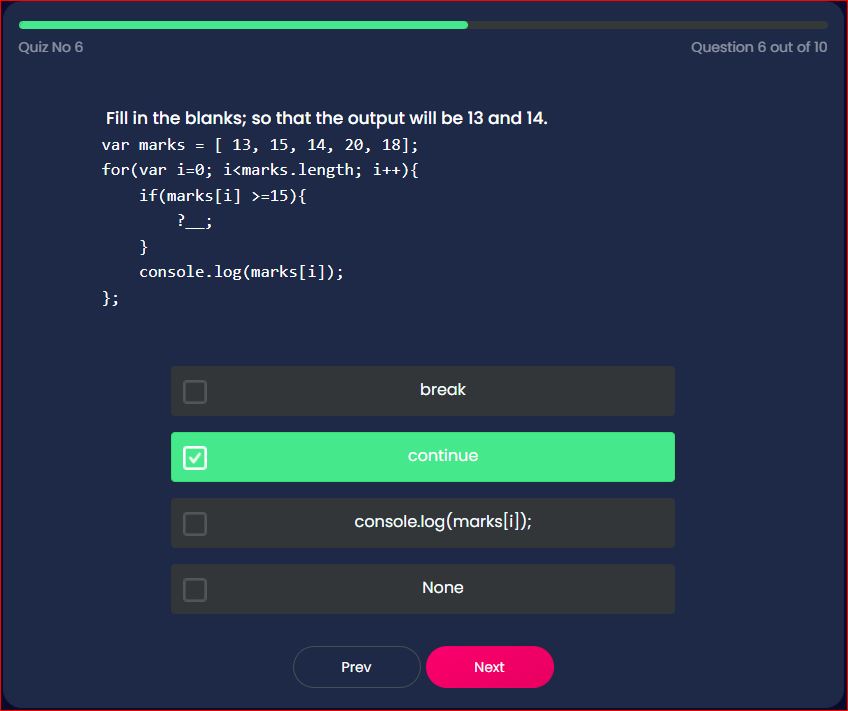 Quiz No 6
Question 6 out of 10
Fill in the blanks; so that the output will be 13 and 14.
var marks = [ 13, 15, 14, 20, 18];
for(var i=0; i<marks.length; i++){
    if(marks[i] >=15){
        ?__;
    }
    console.log(marks[i]);
};
break
continue
console.log(marks[i]);
None
Prev
Next